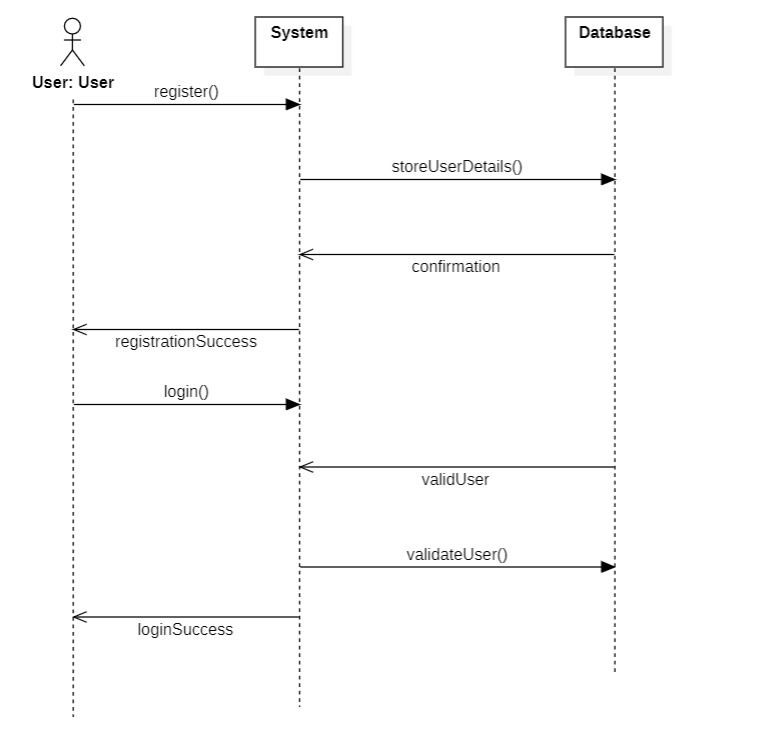 System
Database
User: User
register()
storeUserDetails()
confirmation
registrationSuccess
login()
validUser
validateUser()
loginSuccess